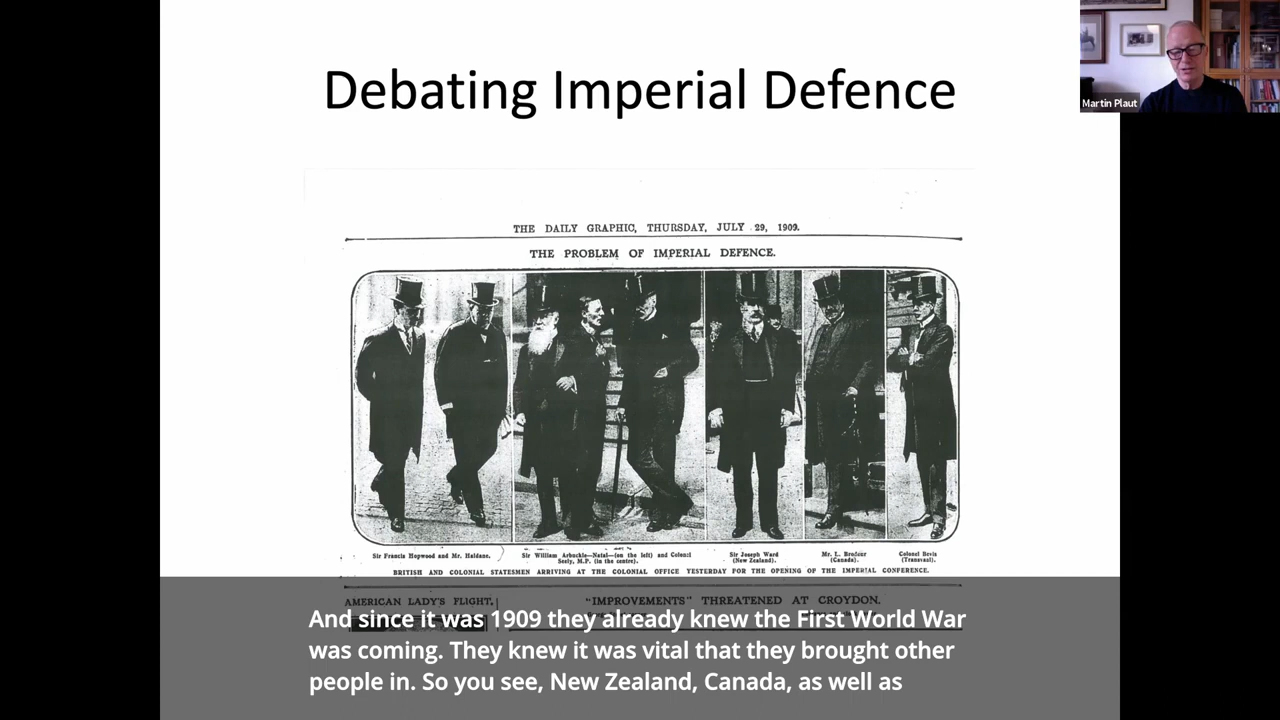 Debating Imperial Defence
Martin Plaut
THE DAILY GRAPHIC, THURSDAY, JULY 29, 1909.
THE PROBLEM OF IMPERIAL DEFENCE.
Sir Francis Hopwood and Mr. Haldane.
Sir William Arbuckle—Natal—(on the left) and Colonel
Seely, M.P. (in the centre).
Sir Joseph Ward
(New Zealand).
Mr. L. Brodeur
(Canada).
Colonel Bevis
(Transvaal).
BRITISH AND COLONIAL STATESMEN ARRIVING AT THE COLONIAL OFFICE YESTERDAY FOR THE OPENING OF THE IMPERIAL CONFERENCE.
AMERICAN LADY'S FLIGHT.
"IMPROVEMENTS" THREATENED AT CROYDON.
And since it was 1909 they already knew the First World War
was coming. They knew it was vital that they brought other
people in. So you see, New Zealand, Canada, as well as